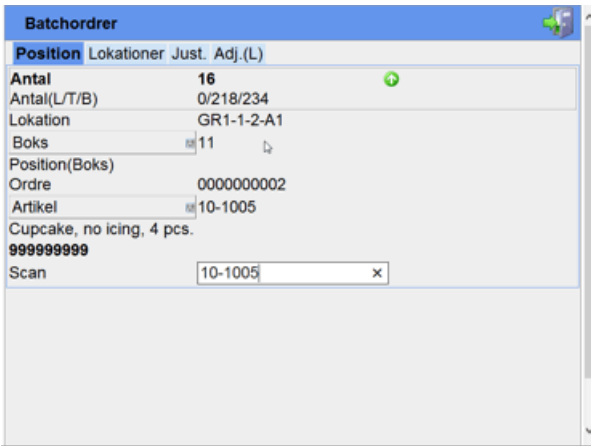 Batchordrer
Position Lokationer Just. Adj.(L)
Antal 16
Antal(L/T/B) 0/218/234
Lokation GR1-1-2-A1
Boks 11
Position(Boks)
Ordre 0000000002
Artikel 10-1005
Cupcake, no icing, 4 pcs.
999999999
Scan 10-1005